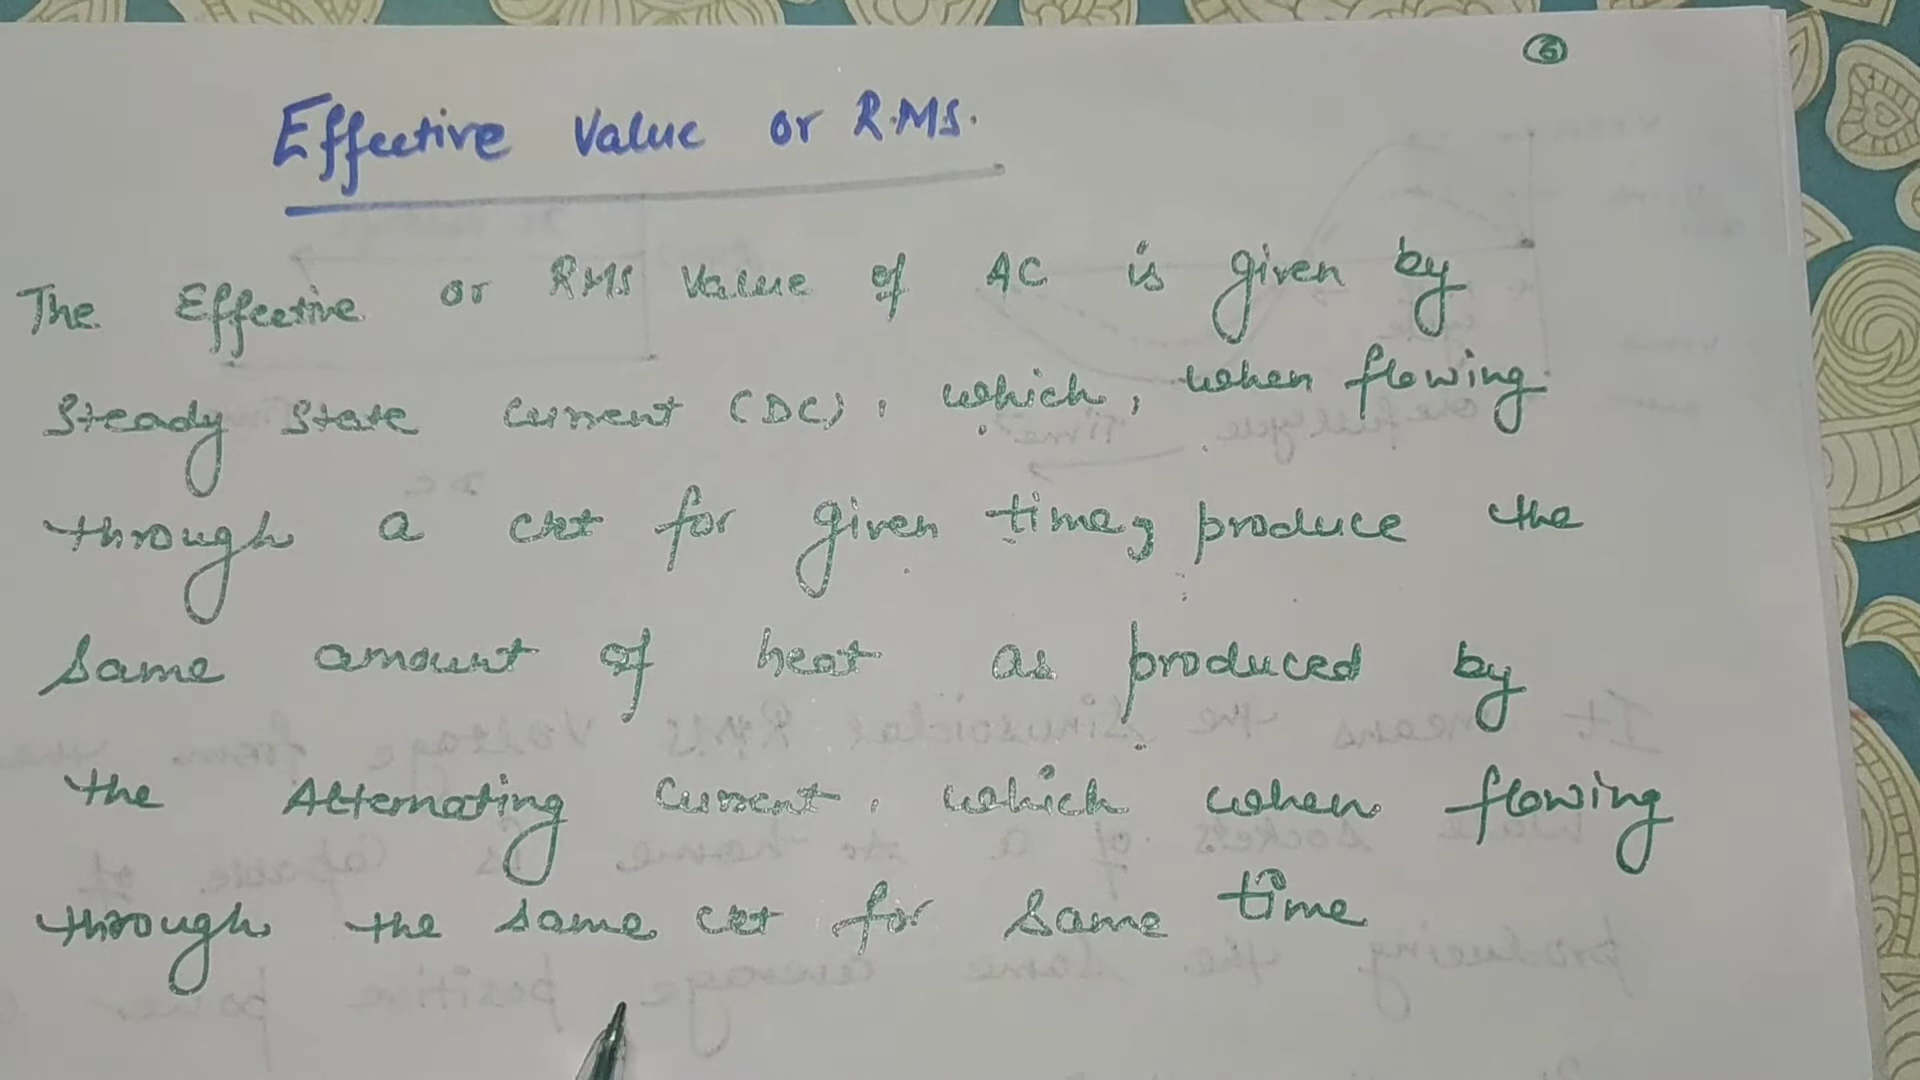 6
Effective Value or R.M.S.
The Effective or RMS Value of AC is given by
Steady State Current (DC), which, when flowing
through a ckt for given time, produce the
same amount of heat as produced by
the Alternating Current, which when flowing
through the same ckt for same time